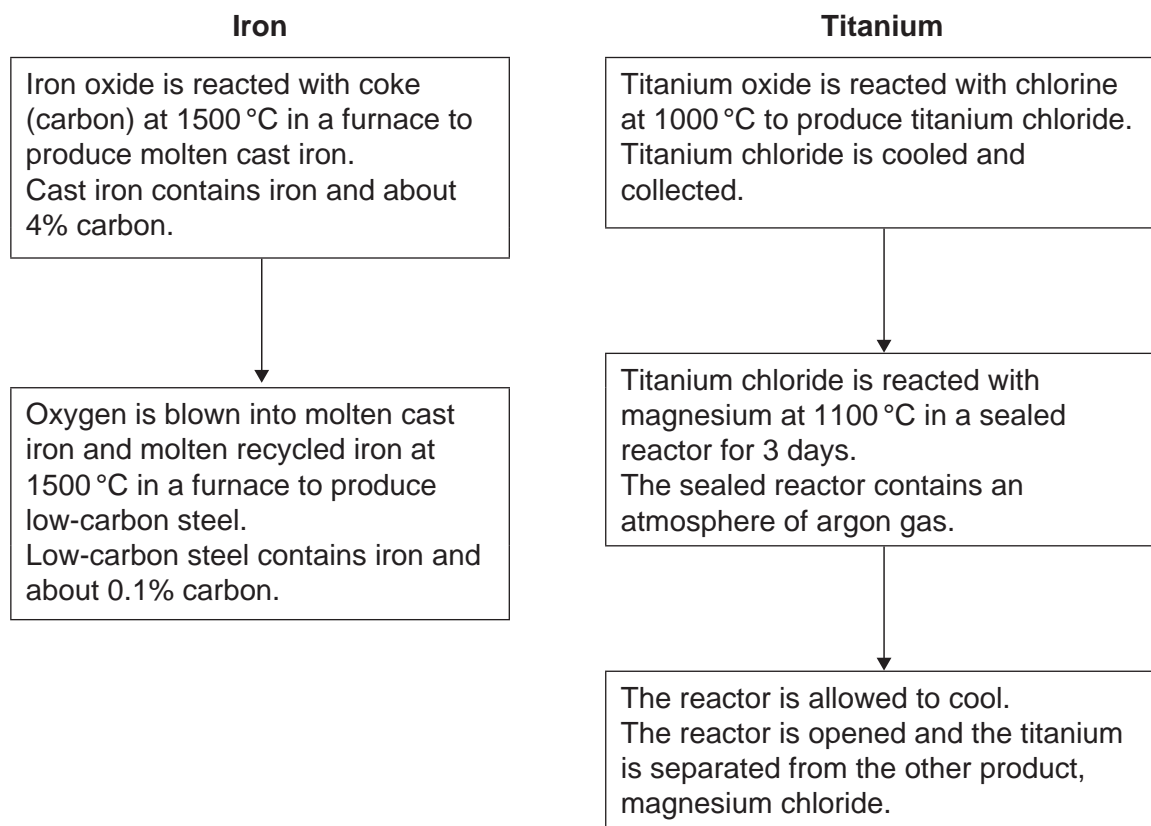 Iron
Iron oxide is reacted with coke
(carbon) at 1500 °C in a furnace to
produce molten cast iron.
Cast iron contains iron and about
4% carbon.
Oxygen is blown into molten cast
iron and molten recycled iron at
1500 °C in a furnace to produce
low-carbon steel.
Low-carbon steel contains iron and
about 0.1% carbon.
Titanium
Titanium oxide is reacted with chlorine
at 1000 °C to produce titanium chloride.
Titanium chloride is cooled and
collected.
Titanium chloride is reacted with
magnesium at 1100 °C in a sealed
reactor for 3 days.
The sealed reactor contains an
atmosphere of argon gas.
The reactor is allowed to cool.
The reactor is opened and the titanium
is separated from the other product,
magnesium chloride.